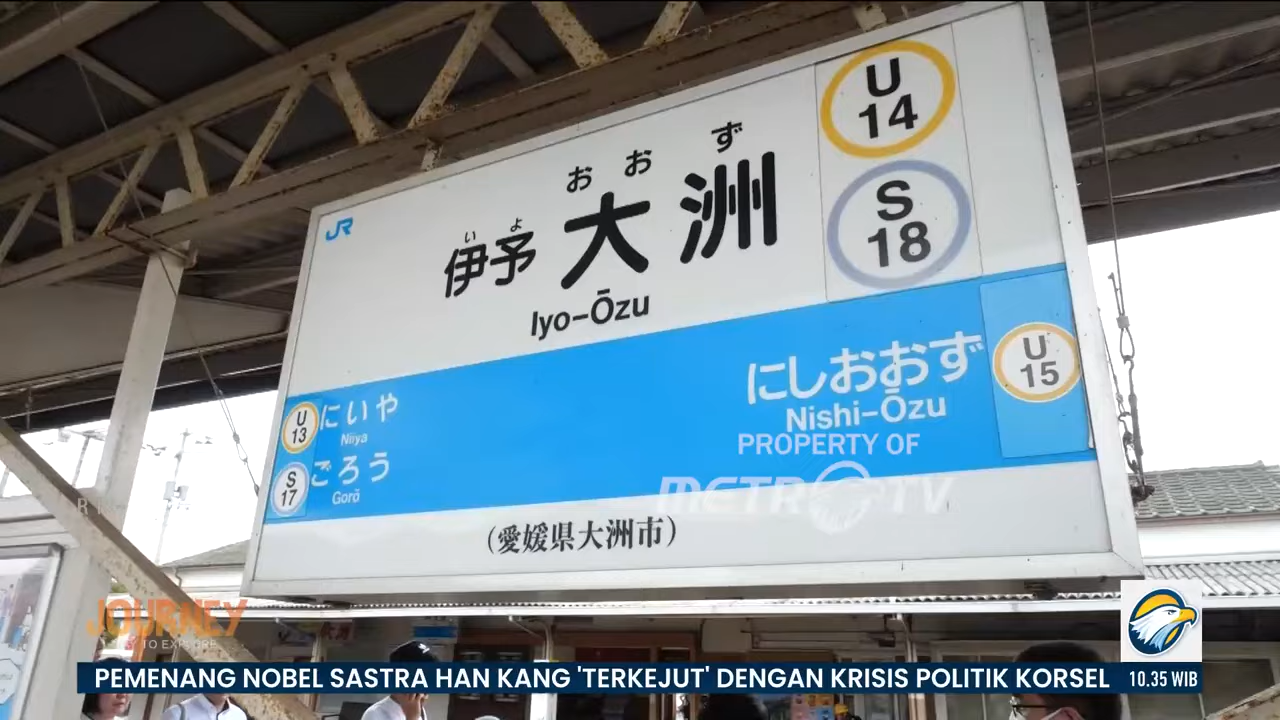 JR
U
14
S
18
おおず
いよ
伊予大洲
Iyo-Ōzu
U
13
にいや
Niiya
S
17
ごろう
Gorō
にしおおず
Nishi-Ōzu
U
15
(愛媛県大洲市)
PROPERTY OF
METRO TV
JOURNEY
TO EXPLORE
PEMENANG NOBEL SASTRA HAN KANG 'TERKEJUT' DENGAN KRISIS POLITIK KORSEL
10.35 WIB